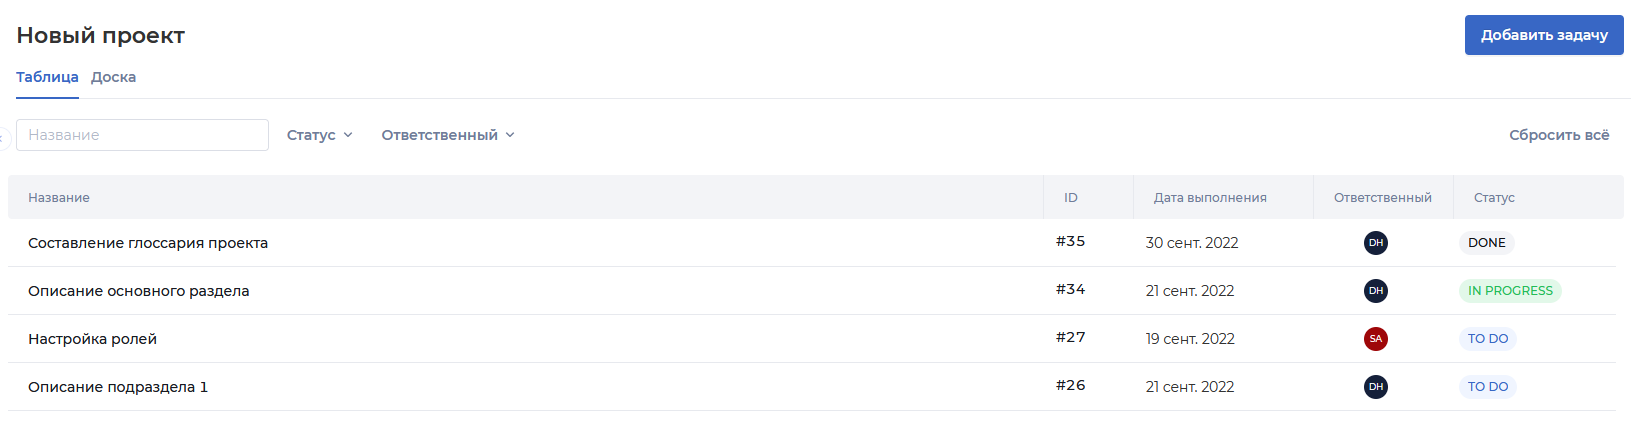 Новый проект
Добавить задачу
Таблица Доска
Название Статус Ответственный Сбросить всё
Название ID Дата выполнения Ответственный Статус
Составление глоссария проекта #35 30 сент. 2022 DH DONE
Описание основного раздела #34 21 сент. 2022 DH IN PROGRESS
Настройка ролей #27 19 сент. 2022 SA TO DO
Описание подраздела 1 #26 21 сент. 2022 DH TO DO